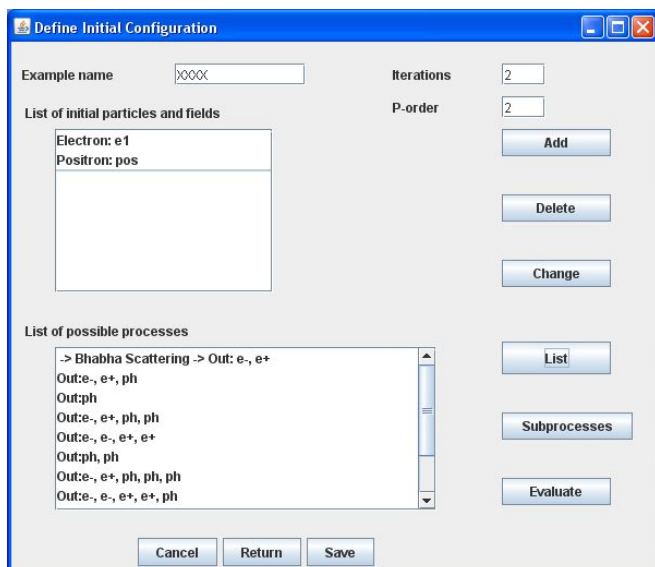 Define Initial Configuration
Example name XXXX Iterations 2
P-order 2
List of initial particles and fields
Electron: e1
Positron: pos
Add
Delete
Change
List of possible processes
-> Bhabha Scattering -> Out: e-, e+
Out:e-, e+, ph
Out:ph
Out:e-, e+, ph, ph
Out:e-, e-, e+, e+
Out:ph, ph
Out:e-, e+, ph, ph, ph
Out:e-, e-, e+, e+, ph
List
Subprocesses
Evaluate
Cancel Return Save